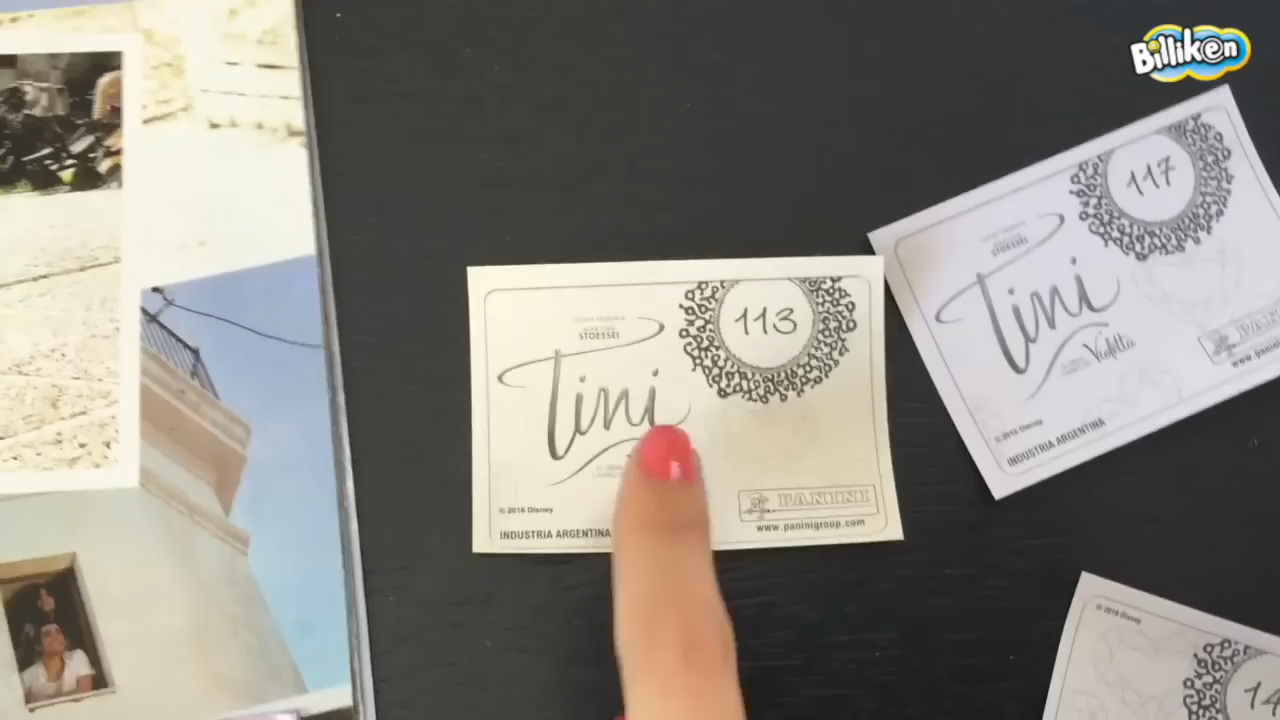 Billiken
113
STOESSEL
Tini
© 2016 Disney
INDUSTRIA ARGENTINA
PANINI
www.paninigroup.com
117
STOESSEL
Tini
Violetta
© 2016 Disney
INDUSTRIA ARGENTINA
PANINI
© 2016 Disney